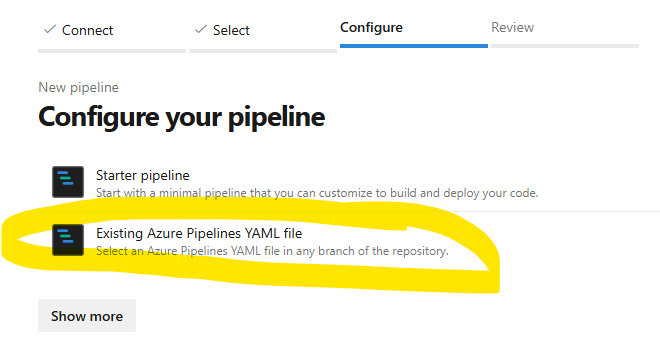 Connect
Select
Configure
Review
New pipeline
Configure your pipeline
Starter pipeline
Start with a minimal pipeline that you can customize to build and deploy your code.
Existing Azure Pipelines YAML file
Select an Azure Pipelines YAML file in any branch of the repository.
Show more